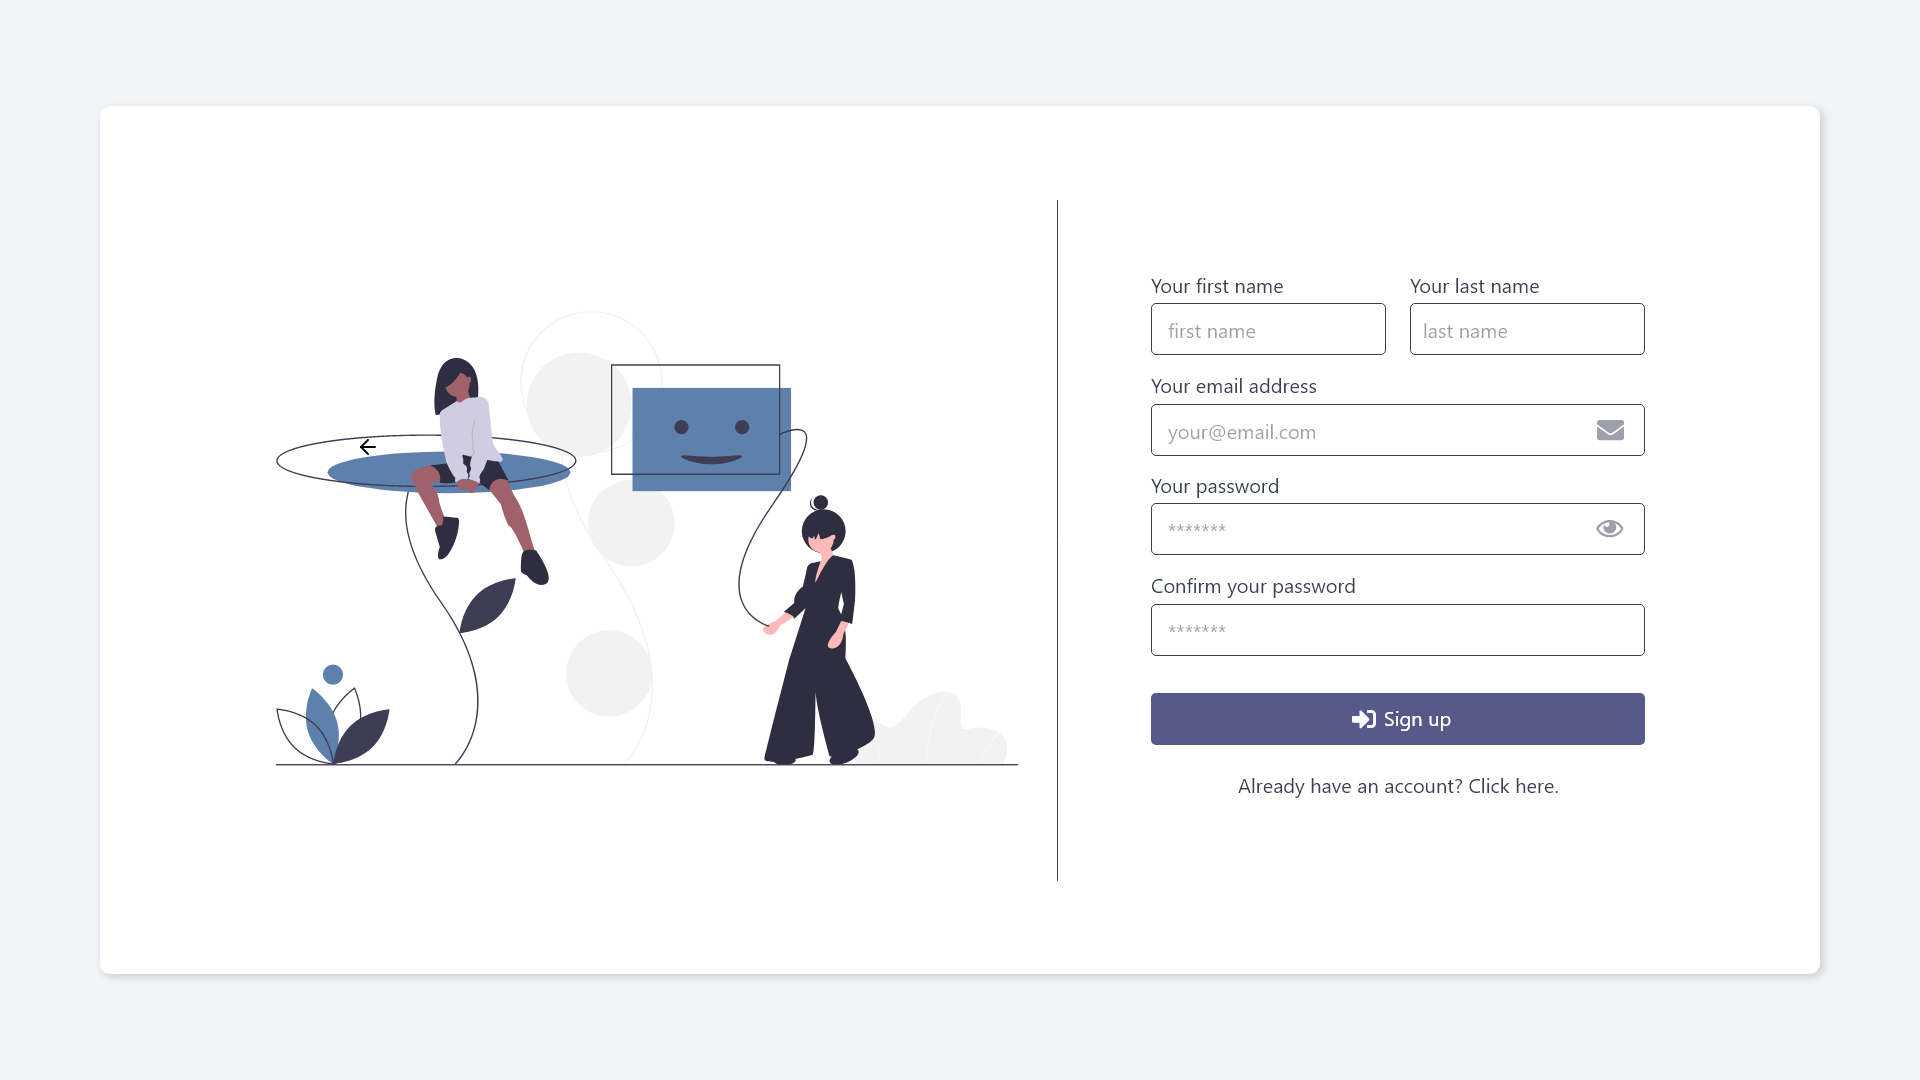 Your first name
Your last name
first name
last name
Your email address
your@email.com
Your password
*******
Confirm your password
*******
Sign up
Already have an account? Click here.